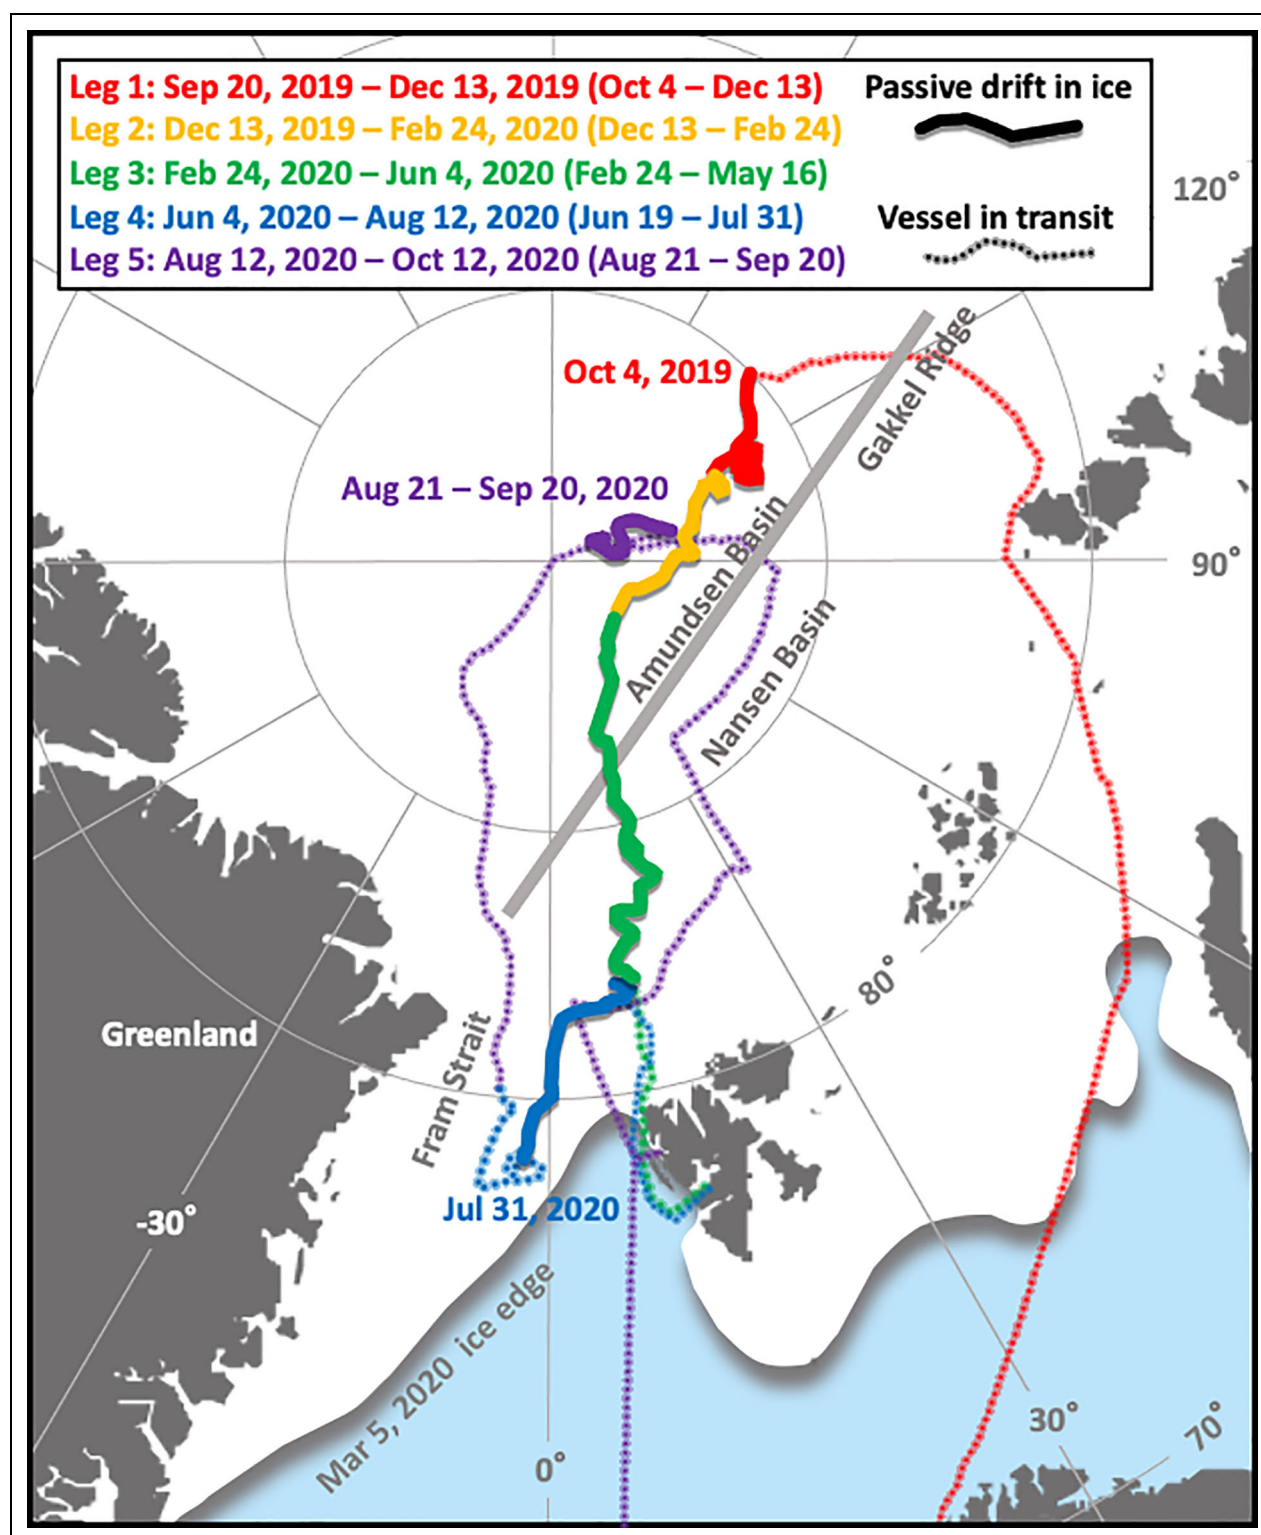 Leg 1: Sep 20, 2019 – Dec 13, 2019 (Oct 4 – Dec 13)
Leg 2: Dec 13, 2019 – Feb 24, 2020 (Dec 13 – Feb 24)
Leg 3: Feb 24, 2020 – Jun 4, 2020 (Feb 24 – May 16)
Leg 4: Jun 4, 2020 – Aug 12, 2020 (Jun 19 – Jul 31)
Leg 5: Aug 12, 2020 – Oct 12, 2020 (Aug 21 – Sep 20)
Passive drift in ice
Vessel in transit
120°
Oct 4, 2019
Gakkel Ridge
Aug 21 – Sep 20, 2020
90°
Amundsen Basin
Nansen Basin
80°
Greenland
Fram Strait
-30°
Jul 31, 2020
Mar 5, 2020 ice edge
0°
30°
70°